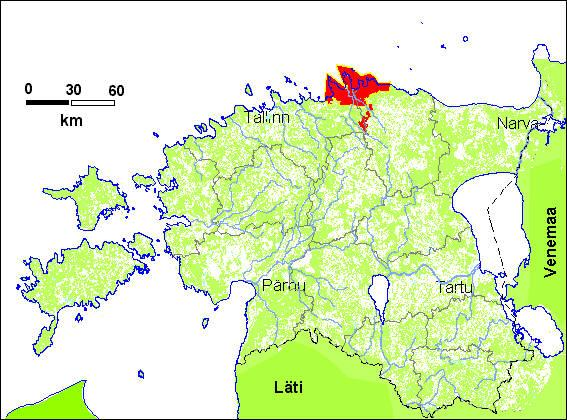 0 30 60
km
Tallinn
Narva
Venemaa
Pärnu
Tartu
Läti